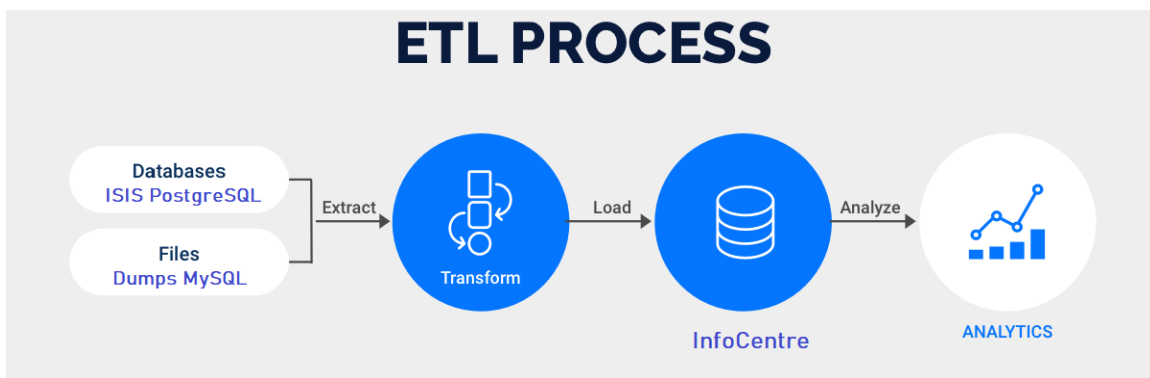 ETL PROCESS
Databases
ISIS PostgreSQL
Files
Dumps MySQL
Extract
Transform
Load
InfoCentre
Analyze
ANALYTICS